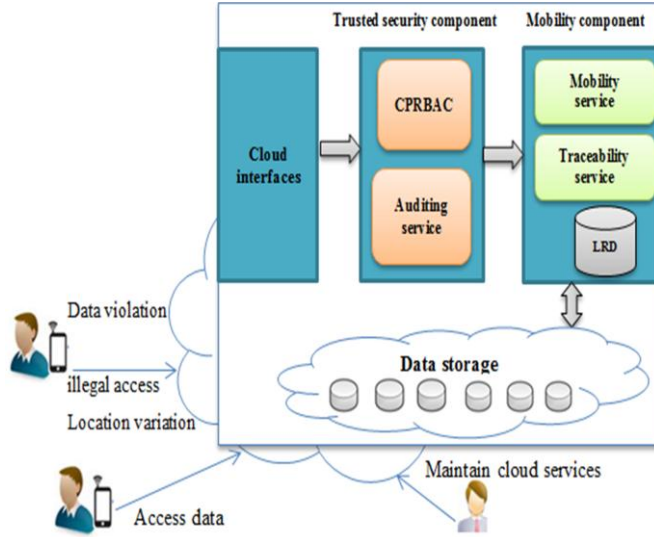 Trusted security component
Mobility component
Cloud
interfaces
CPRBAC
Auditing
service
Mobility
service
Traceability
service
LRD
Data storage
Data violation
illegal access
Location variation
Access data
Maintain cloud services